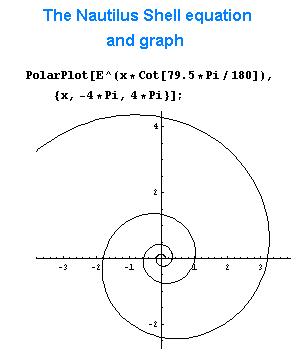 The Nautilus Shell equation
and graph
PolarPlot[E^(x*Cot[79.5*Pi/180]),
{x, -4*Pi, 4*Pi}];
4
2
-3 -2 -1 1 2 3
-2